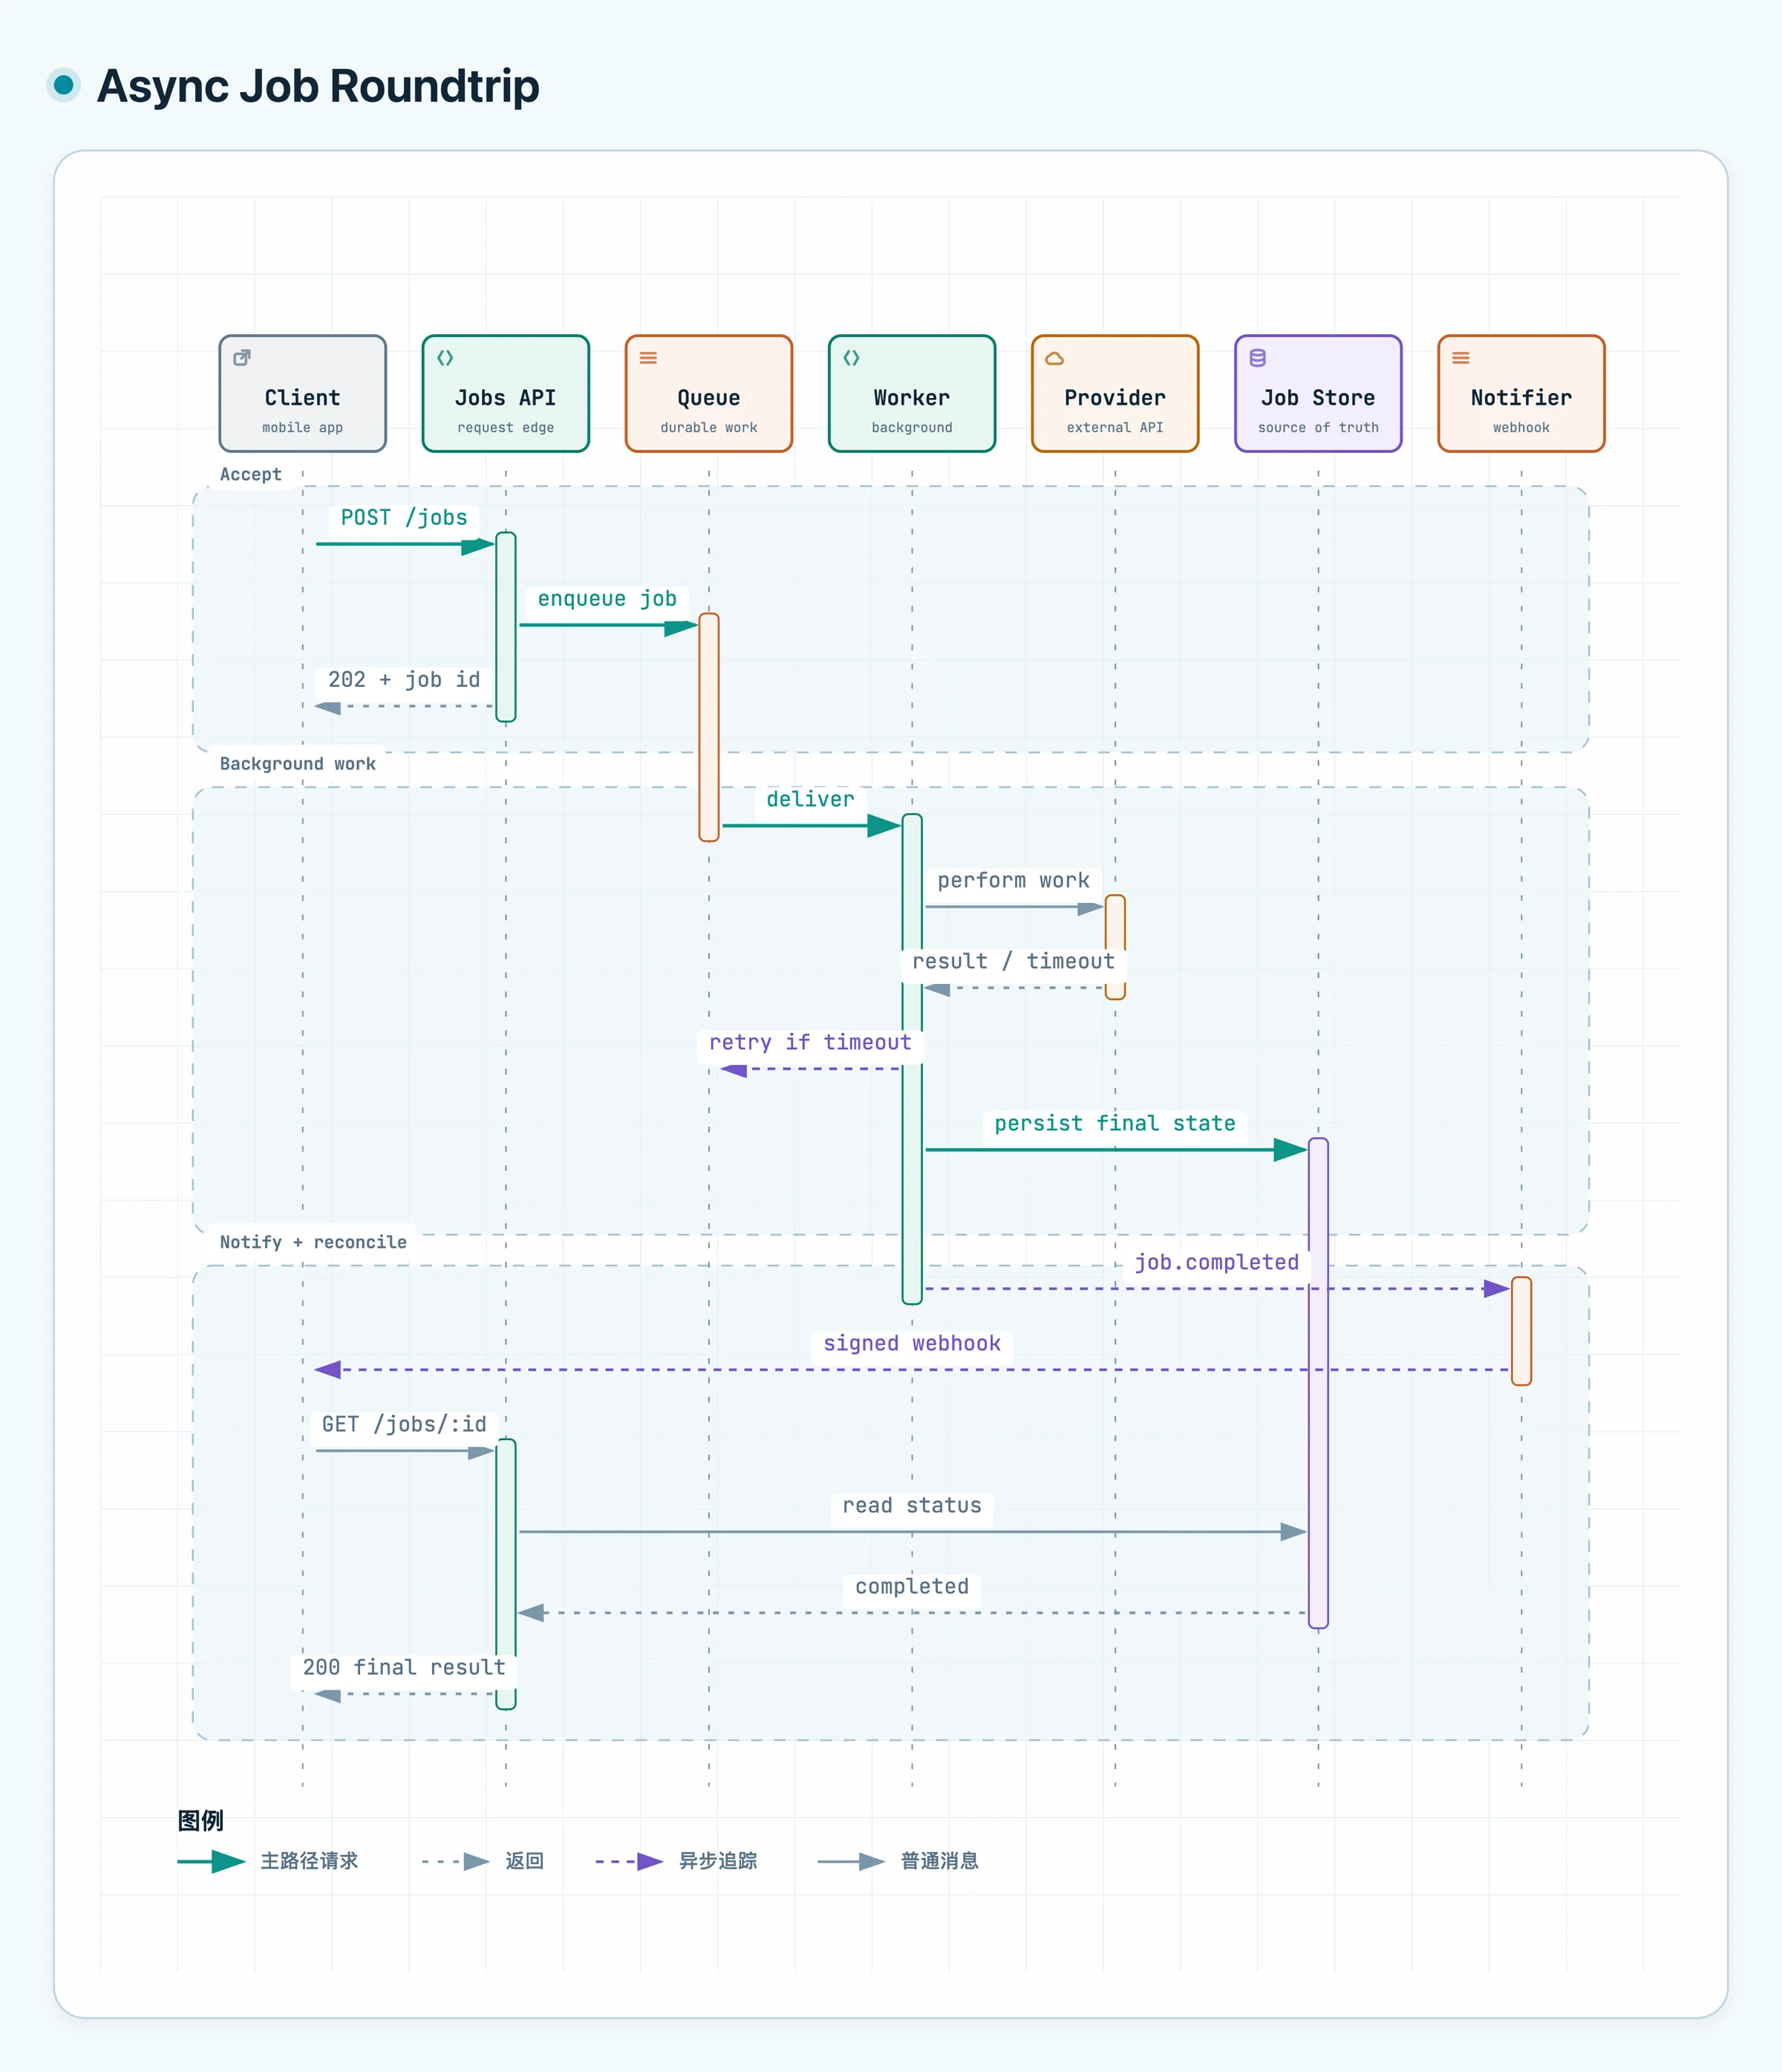 Async Job Roundtrip
Client
mobile app
Jobs API
request edge
Queue
durable work
Worker
background
Provider
external API
Job Store
source of truth
Notifier
webhook
Accept
POST /jobs
enqueue job
202 + job id
Background work
deliver
perform work
result / timeout
retry if timeout
persist final state
Notify + reconcile
job.completed
signed webhook
GET /jobs/:id
read status
completed
200 final result
图例
主路径请求
返回
异步追踪
普通消息